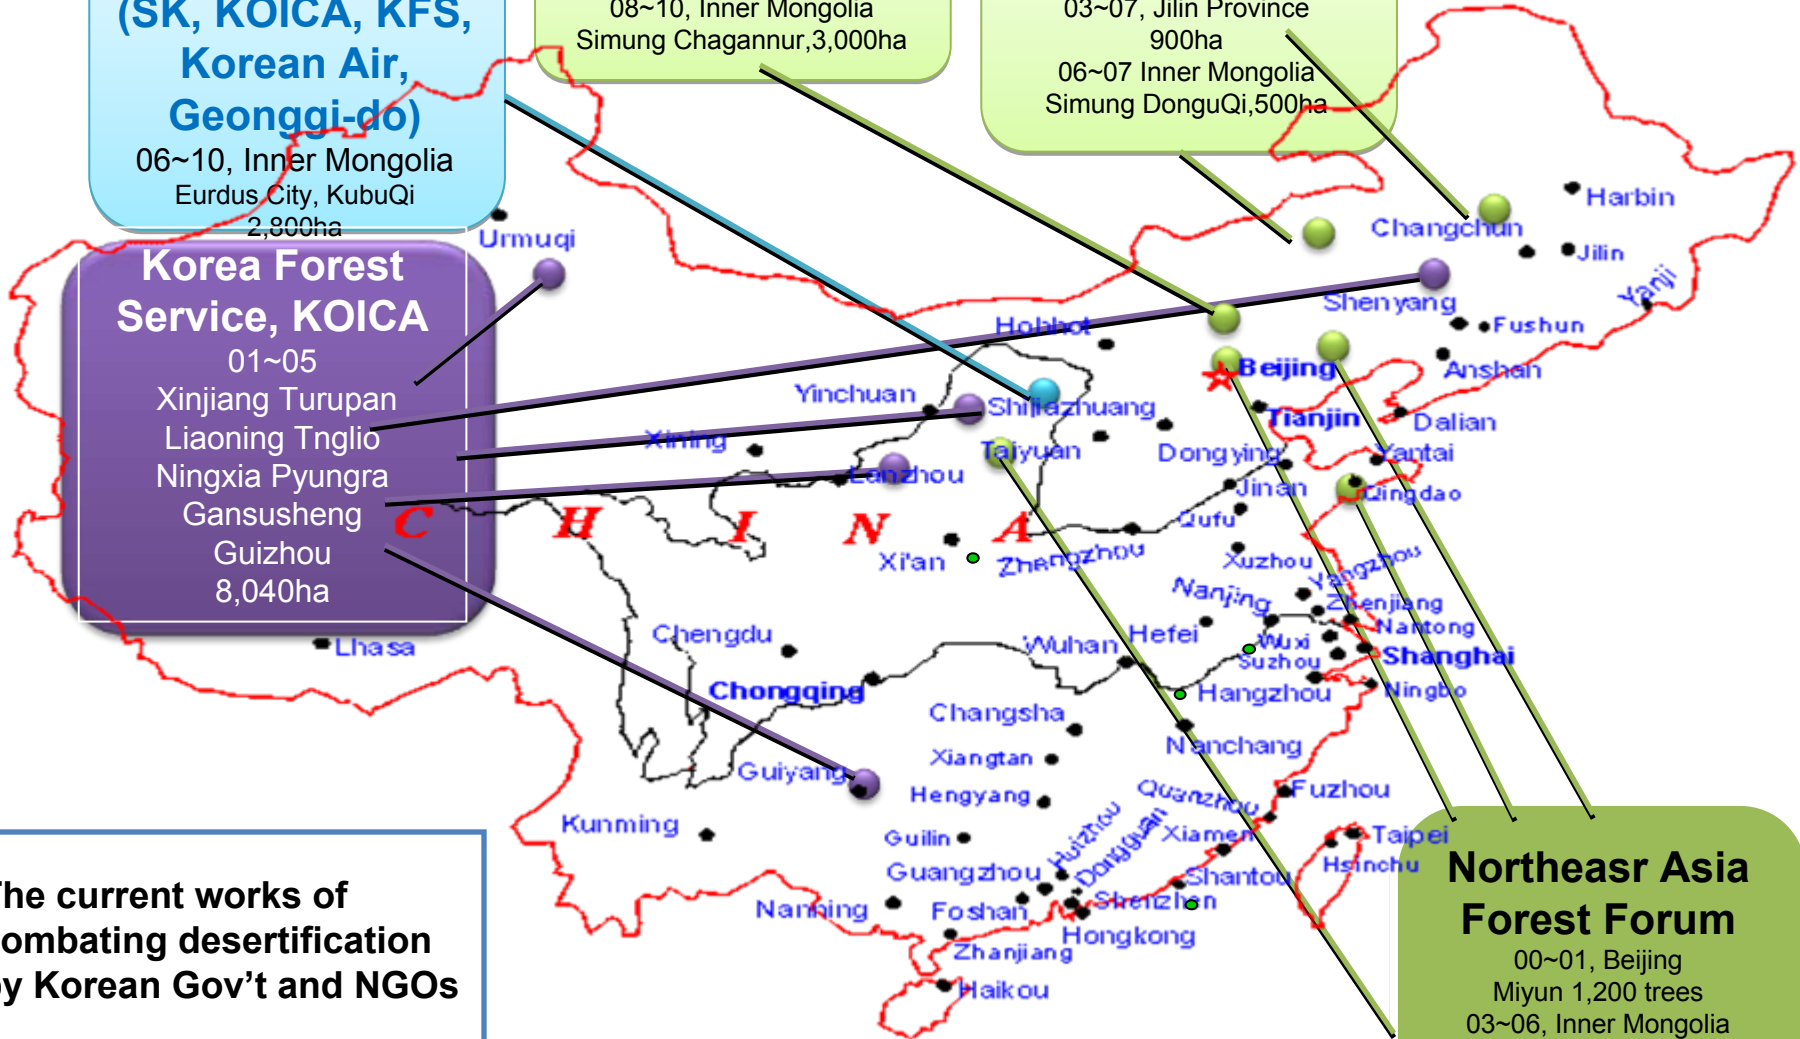 (SK, KOICA, KFS,
Korean Air,
Geonggi-do)
06~10, Inner Mongolia
Eurdus City, KubuQi
2,800ha
08~10, Inner Mongolia
Simung Chagannur,3,000ha
03~07, Jilin Province
900ha
06~07 Inner Mongolia
Simung DonguQi,500ha
Korea Forest
Service, KOICA
01~05
Xinjiang Turupan
Liaoning Tnglio
Ningxia Pyungra
Gansusheng
Guizhou
8,040ha
Urmuqi
Harbin
Changchun
Jilin
Yanji
Shenyang
Fushun
Anshan
Hohhot
Beijing
Yinchuan
Shijiazhuang
Tianjin
Dalian
Xining
Taiyuan
Dongying
Yantai
Lanzhou
Jinan
Qingdao
C H I N A
Qufu
Xi'an
Zhengzhou
Xuzhou
Yangzhou
Nanjing
Zhenjiang
Nantong
Lhasa
Chengdu
Wuhan
Hefei
Wuxi
Suzhou
Shanghai
Chongqing
Hangzhou
Ningbo
Changsha
Nanchang
Xiangtan
Guiyang
Hengyang
Quanzhou
Fuzhou
Kunming
Guilin
Huizhou
Dongguan
Xiamen
Taipei
Hsinchu
Guangzhou
Shantou
Nanning
Foshan
Shenzhen
Hongkong
Zhanjiang
Haikou
he current works of
ombating desertification
y Korean Gov’t and NGOs
Northeasr Asia
Forest Forum
00~01, Beijing
Miyun 1,200 trees
03~06, Inner Mongolia